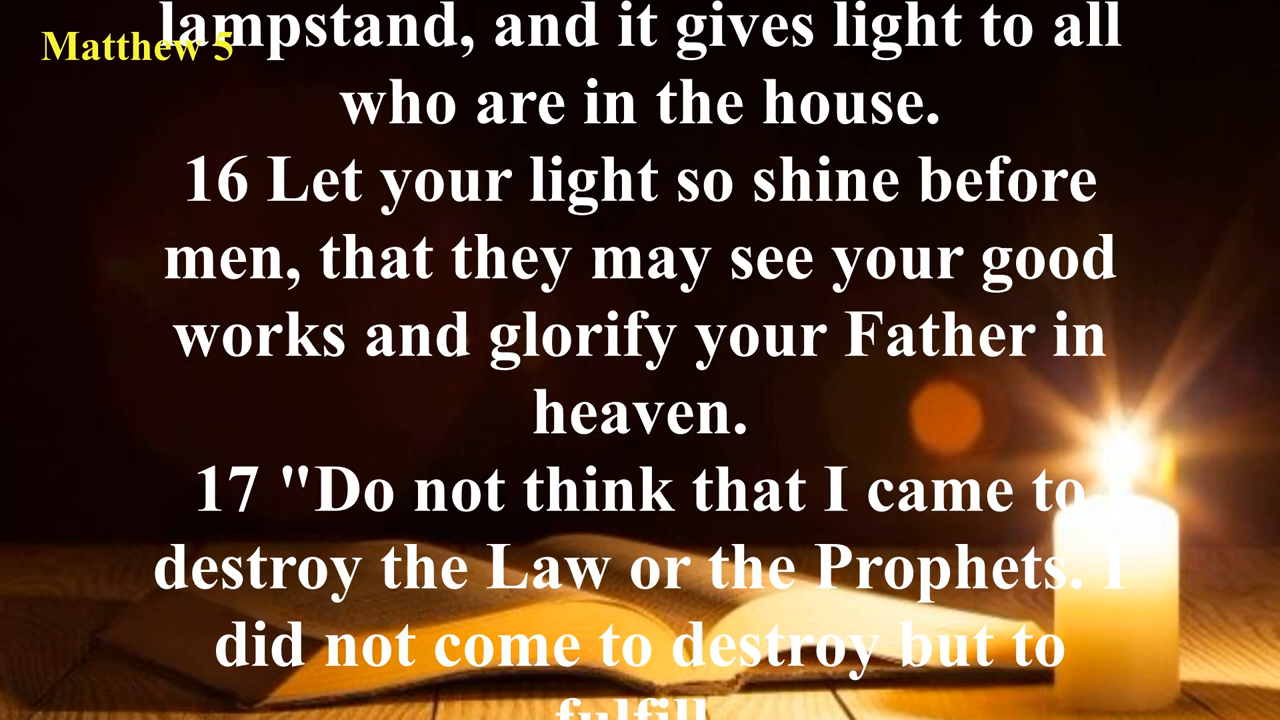 Matthew 5
lampstand, and it gives light to all
who are in the house.
16 Let your light so shine before
men, that they may see your good
works and glorify your Father in
heaven.
17 "Do not think that I came to
destroy the Law or the Prophets. I
did not come to destroy but to
fulfill.